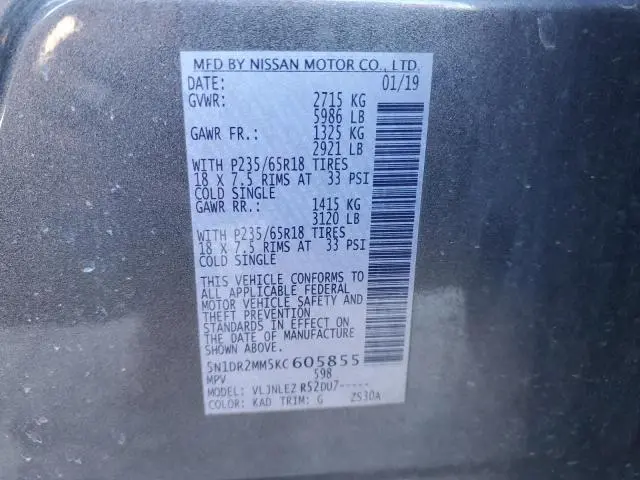 MFD BY NISSAN MOTOR CO., LTD.
DATE: 01/19
GVWR: 2715 KG
5986 LB
GAWR FR.: 1325 KG
2921 LB
WITH P235/65R18 TIRES
18 X 7.5 RIMS AT 33 PSI
COLD SINGLE
GAWR RR.: 1415 KG
3120 LB
WITH P235/65R18 TIRES
18 X 7.5 RIMS AT 33 PSI
COLD SINGLE
THIS VEHICLE CONFORMS TO
ALL APPLICABLE FEDERAL
MOTOR VEHICLE SAFETY AND
THEFT PREVENTION
STANDARDS IN EFFECT ON
THE DATE OF MANUFACTURE
SHOWN ABOVE.
5N1DR2MM5KC605855
MPV 598
MODEL: VLJNLEZ R52DU7-----
COLOR: KAD TRIM: G ZS30A